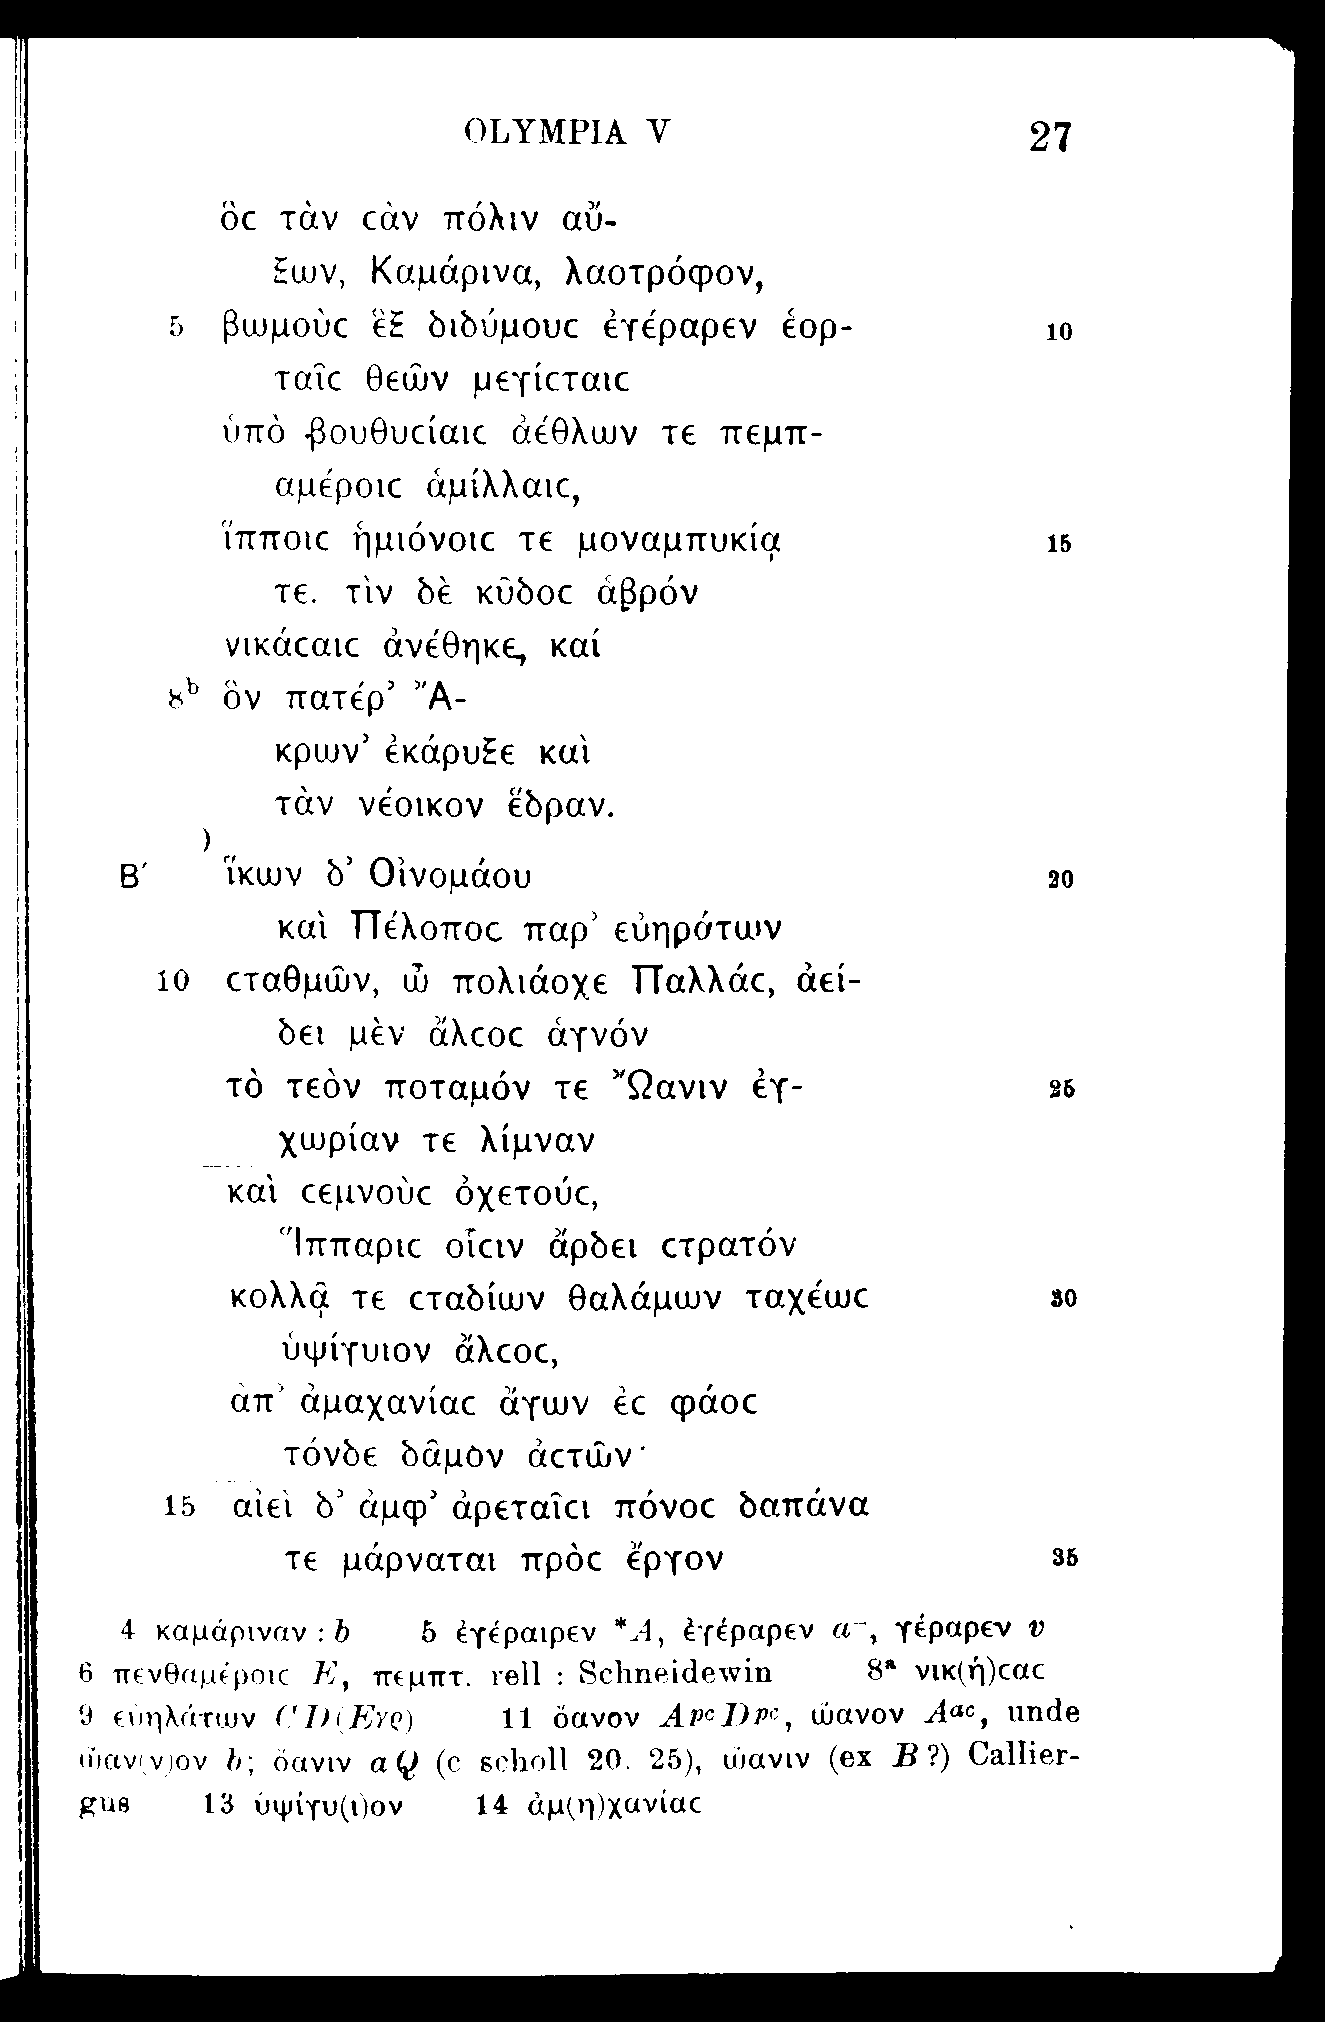 OLYMPIA V 27
ὃς τὰν σὰν πόλιν αὔ-
ξων, Καμάρινα, λαοτρόφον,
5 βωμοὺς ἓξ διδύμους ἐγέραρεν ἑορ- 10
ταῖς θεῶν μεγίσταις
ὑπὸ βουθυσίαις ἀέθλων τε πεμπ-
αμέροις ἁμίλλαις,
ἵπποις ἡμιόνοις τε μοναμπυκίᾳ 15
τε. τὶν δὲ κῦδος ἁβρόν
νικάσαις ἀνέθηκε, καί
8ᵇ ὃν πατέρ’ Ἄ-
κρων’ ἐκάρυξε καὶ
τὰν νέοικον ἕδραν.
)
Β′ ἵκων δ’ Οἰνομάου 20
καὶ Πέλοπος παρ’ εὐηράτων
10 σταθμῶν, ὦ πολιάοχε Παλλάς, ἀεί-
δει μὲν ἄλσος ἁγνόν
τὸ τεὸν ποταμόν τε Ὤανιν ἐγ- 25
χωρίαν τε λίμναν
καὶ σεμνοὺς ὀχετούς,
Ἵππαρις οἷσιν ἄρδει στρατόν
κολλᾷ τε σταδίων θαλάμων ταχέως 30
ὑψίγυιον ἄλσος,
ἀπ’ ἀμαχανίας ἄγων ἐς φάος
τόνδε δᾶμον ἀστῶν·
15 αἰεὶ δ’ ἀμφ’ ἀρεταῖσι πόνος δαπάνα
τε μάρναται πρὸς ἔργον 35
4 καμάριναν : b 5 ἐγέραιρεν *A, ἐγέραρεν α¯, γέραρεν v
6 πενθαμέροις E, πεμπτ. rell : Schneidewin 8ᵃ νικ(ή)σας
9 εὐηλάτων CD(Eγρ) 11 ὄανον Apc Dpc, ὤανον Aac, unde
ὤαν(ν)ον b; ὄανιν aQ (c scholl 20. 25), ὤανιν (ex B?) Callier-
gus 13 ὑψίγυ(ι)ον 14 ἀμ(η)χανίας